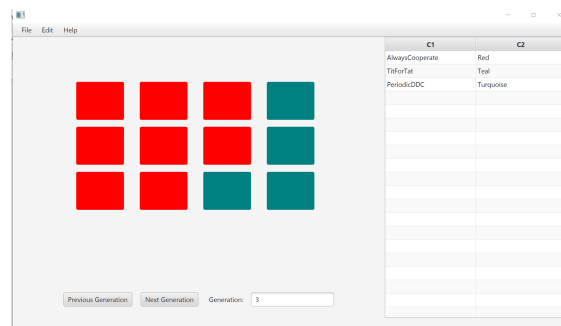 File Edit Help
C1 C2
AlwaysCooperate Red
TitForTat Teal
PeriodicDDC Turquoise
Previous Generation Next Generation Generation: 3